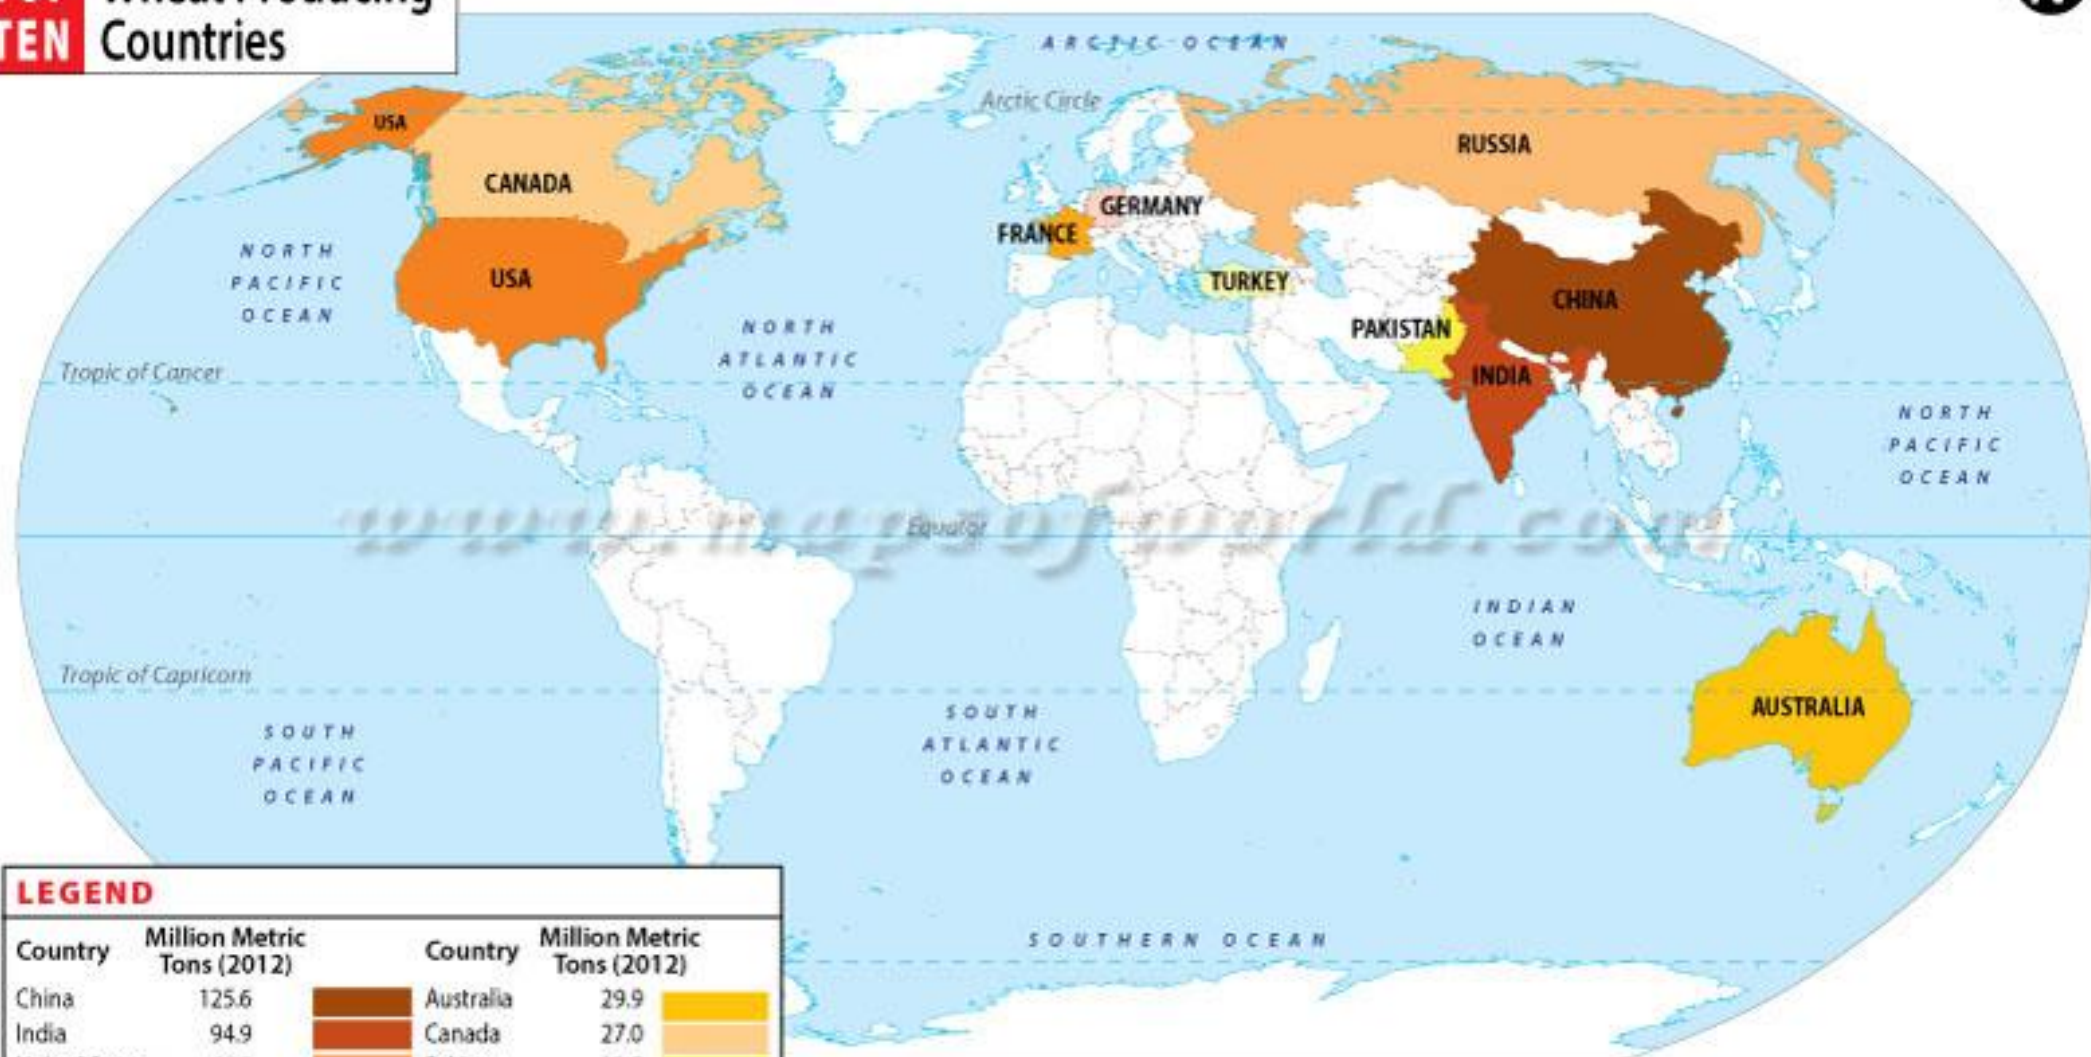 TEN Countries
ARCTIC OCEAN
Arctic Circle
USA
RUSSIA
CANADA
GERMANY
FRANCE
NORTH
PACIFIC
OCEAN
USA
TURKEY
CHINA
PAKISTAN
NORTH
ATLANTIC
OCEAN
Tropic of Cancer
INDIA
NORTH
PACIFIC
OCEAN
www.mapsofworld.com
Equator
INDIAN
OCEAN
Tropic of Capricorn
AUSTRALIA
SOUTH
ATLANTIC
OCEAN
SOUTH
PACIFIC
OCEAN
SOUTHERN OCEAN
LEGEND
Country Million Metric Tons (2012) Country Million Metric Tons (2012)
China 125.6 Australia 29.9
India 94.9 Canada 27.0